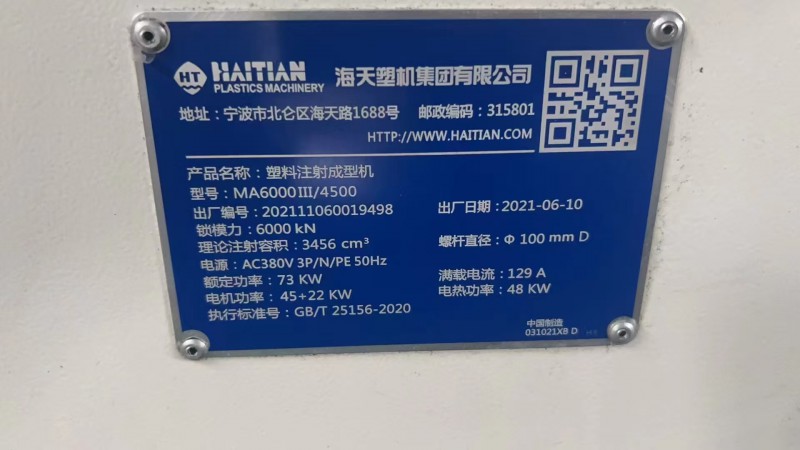 HT HAITIAN 海天塑机集团有限公司
PLASTICS MACHINERY
地址：宁波市北仑区海天路1688号 邮政编码：315801
HTTP://WWW.HAITIAN.COM
产品名称：塑料注射成型机
型号：MA6000III/4500
出厂编号：202111060019498 出厂日期：2021-06-10
锁模力：6000 kN
理论注射容积：3456 cm³ 螺杆直径：Φ 100 mm D
电源：AC380V 3P/N/PE 50Hz
额定功率：73 KW 满载电流：129 A
电机功率：45+22 KW 电热功率：48 KW
执行标准号：GB/T 25156-2020
中国制造
031021XB D